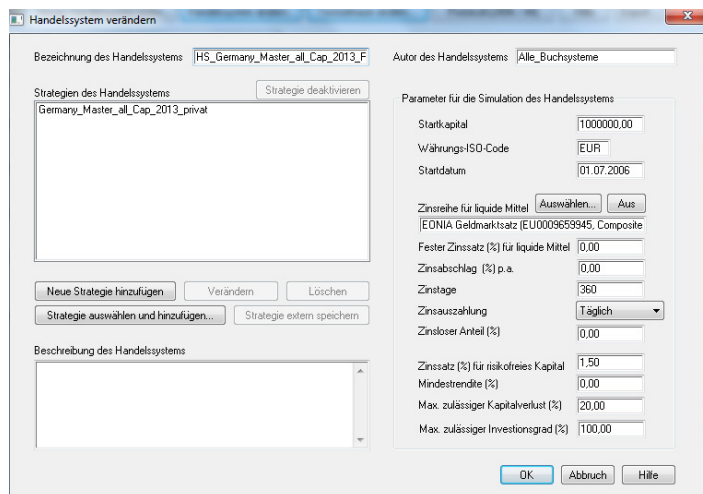 Handelssystem verändern
Bezeichnung des Handelssystems HS_Germany_Master_all_Cap_2013_F
Autor des Handelssystems Alle_Buchsysteme
Strategien des Handelssystems Strategie deaktivieren
Germany_Master_all_Cap_2013_privat
Neue Strategie hinzufügen Verändern Löschen
Strategie auswählen und hinzufügen... Strategie extern speichern
Beschreibung des Handelssystems
Parameter für die Simulation des Handelssystems
Startkapital 1000000,00
Währungs-ISO-Code EUR
Startdatum 01.07.2006
Zinsreihe für liquide Mittel Auswählen... Aus
EONIA Geldmarktsatz (EU0009659945, Composite
Fester Zinssatz (%) für liquide Mittel 0,00
Zinsabschlag (%) p.a. 0,00
Zinstage 360
Zinsauszahlung Täglich
Zinsloser Anteil (%) 0,00
Zinssatz (%) für risikofreies Kapital 1,50
Mindestrendite (%) 0,00
Max. zulässiger Kapitalverlust (%) 20,00
Max. zulässiger Investionsgrad (%) 100,00
OK Abbruch Hilfe